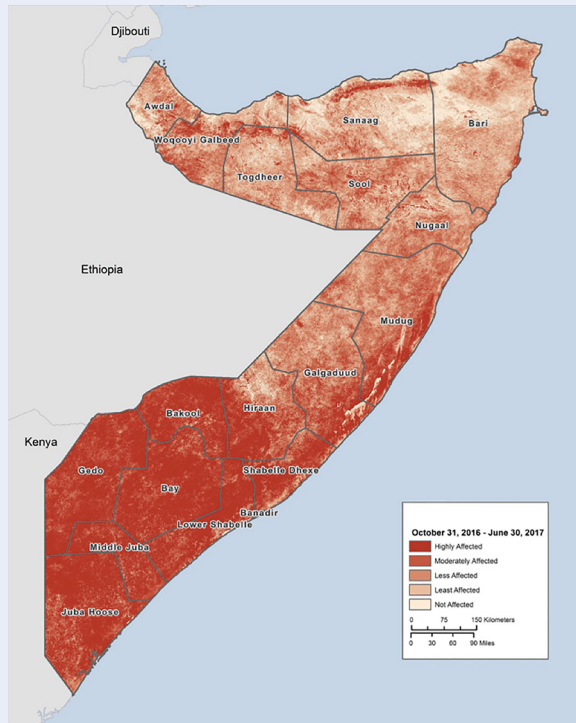 Djibouti
Awdal
Woqooyi Galbeed
Sanaag
Bari
Togdheer
Sool
Nugaal
Ethiopia
Mudug
Galgaduud
Hiraan
Bakool
Kenya
Gedo
Shabelle Dhexe
Bay
Banadir
Lower Shabelle
Middle Juba
Juba Hoose
October 31, 2016 - June 30, 2017
Highly Affected
Moderately Affected
Less Affected
Least Affected
Not Affected
0 75 150 Kilometers
0 30 60 90 Miles